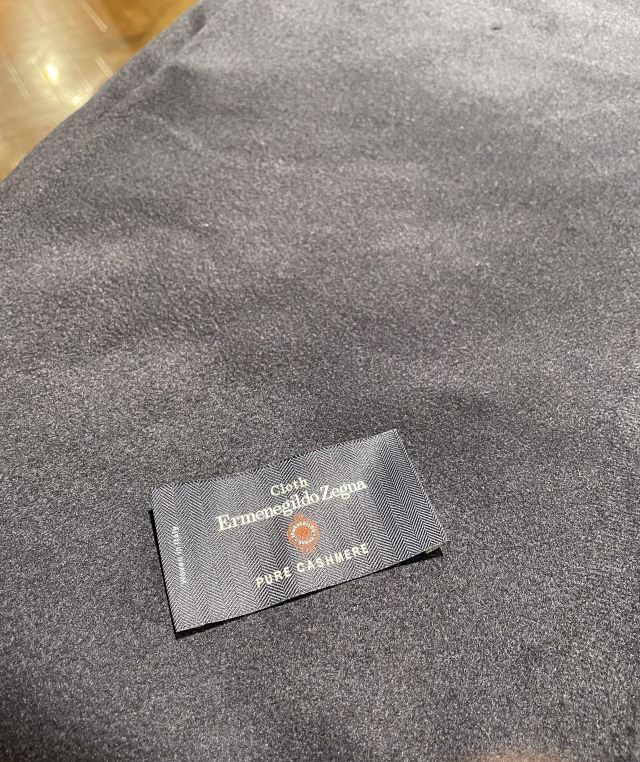 Cloth
Ermenegildo Zegna
PURE CASHMERE